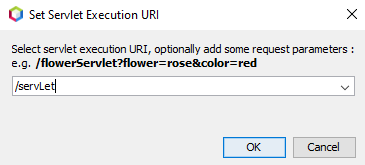 Set Servlet Execution URI
Select servlet execution URI, optionally add some request parameters :
e.g. /flowerServlet?flower=rose&color=red
/servLet
OK
Cancel